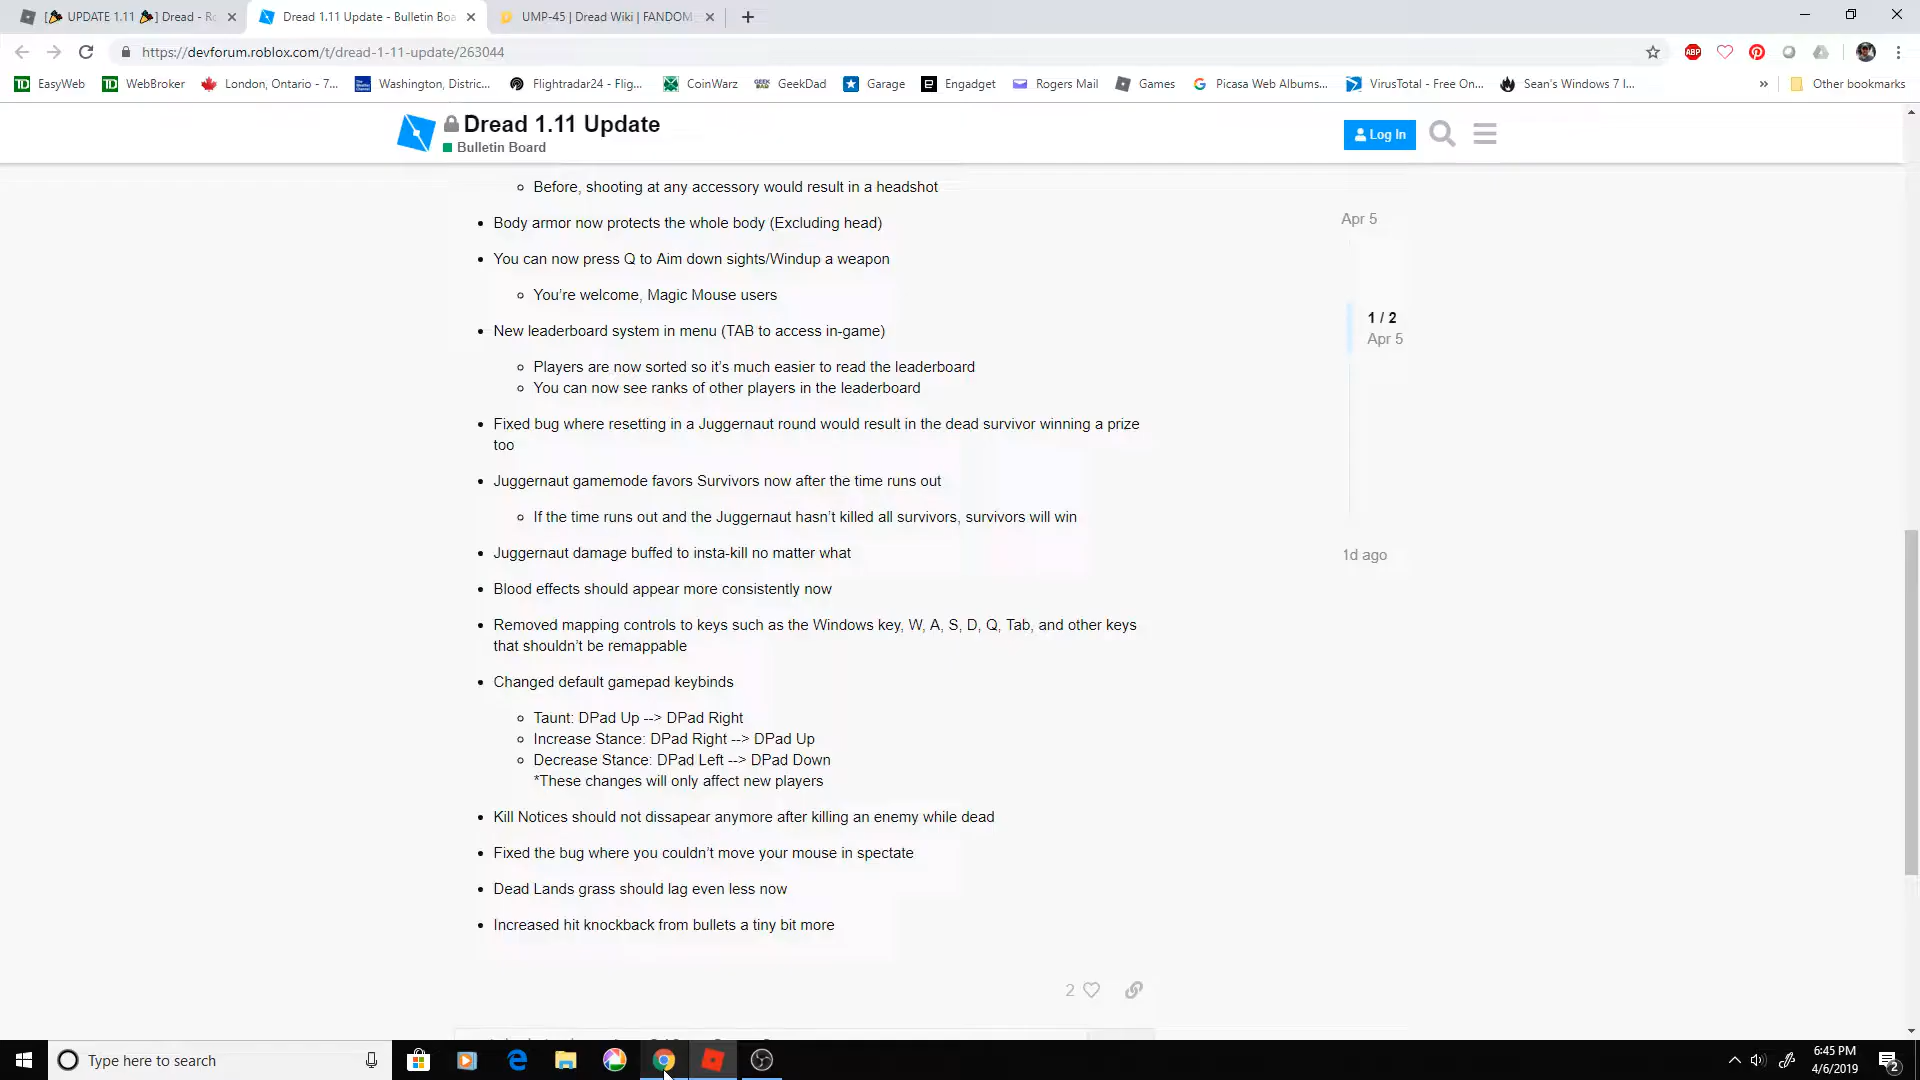 [🎉 UPDATE 1.11 🎉] Dread - Ro
Dread 1.11 Update - Bulletin Boa
UMP-45 | Dread Wiki | FANDOM
https://devforum.roblox.com/t/dread-1-11-update/263044
ABP
TD EasyWeb
TD WebBroker
London, Ontario - 7...
Washington, Distric...
Flightradar24 - Flig...
CoinWarz
GeekDad
Garage
Engadget
Rogers Mail
Games
Picasa Web Albums...
VirusTotal - Free On...
Sean's Windows 7 I...
»
Other bookmarks
Dread 1.11 Update
Bulletin Board
Log In
Before, shooting at any accessory would result in a headshot
Body armor now protects the whole body (Excluding head)
You can now press Q to Aim down sights/Windup a weapon
You’re welcome, Magic Mouse users
New leaderboard system in menu (TAB to access in-game)
Players are now sorted so it’s much easier to read the leaderboard
You can now see ranks of other players in the leaderboard
Fixed bug where resetting in a Juggernaut round would result in the dead survivor winning a prize
too
Juggernaut gamemode favors Survivors now after the time runs out
If the time runs out and the Juggernaut hasn’t killed all survivors, survivors will win
Juggernaut damage buffed to insta-kill no matter what
Blood effects should appear more consistently now
Removed mapping controls to keys such as the Windows key, W, A, S, D, Q, Tab, and other keys
that shouldn’t be remappable
Changed default gamepad keybinds
Taunt: DPad Up --> DPad Right
Increase Stance: DPad Right --> DPad Up
Decrease Stance: DPad Left --> DPad Down
*These changes will only affect new players
Kill Notices should not dissapear anymore after killing an enemy while dead
Fixed the bug where you couldn’t move your mouse in spectate
Dead Lands grass should lag even less now
Increased hit knockback from bullets a tiny bit more
2
Apr 5
1 / 2
Apr 5
1d ago
Type here to search
6:45 PM
4/6/2019
2